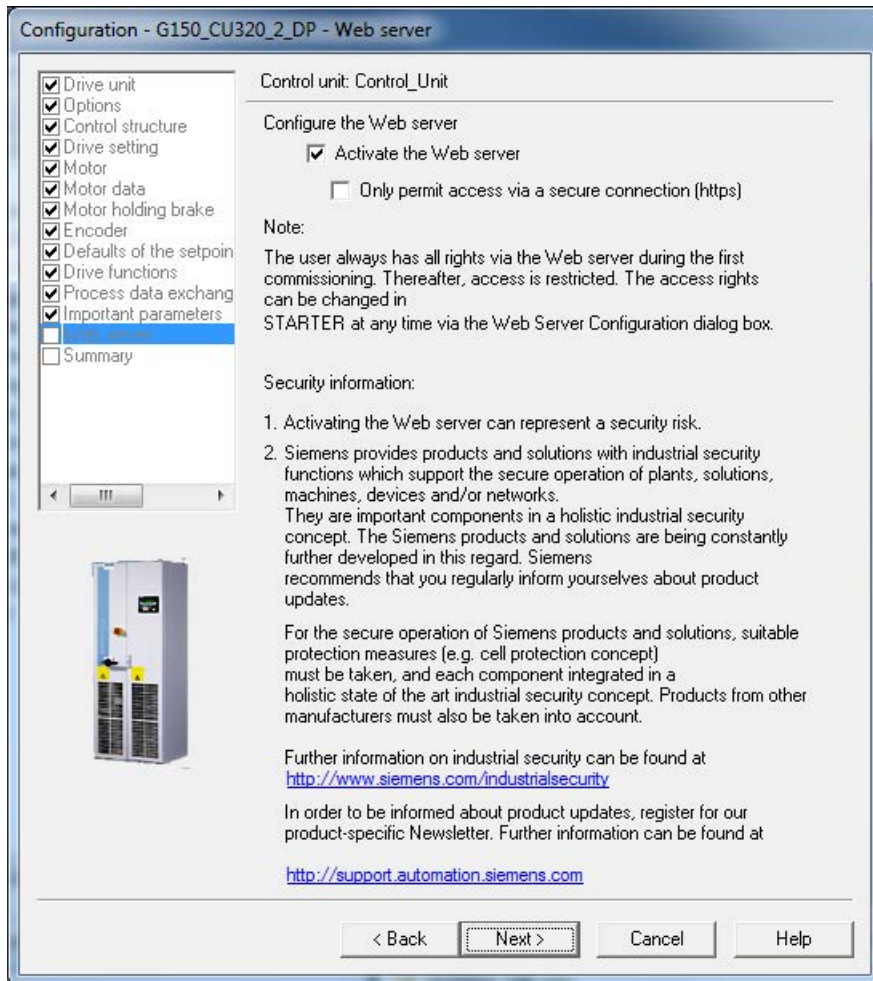 Configuration - G150_CU320_2_DP - Web server
Drive unit
Options
Control structure
Drive setting
Motor
Motor data
Motor holding brake
Encoder
Defaults of the setpoin
Drive functions
Process data exchang
Important parameters
Web server
Summary
Control unit: Control_Unit
Configure the Web server
Activate the Web server
Only permit access via a secure connection (https)
Note:
The user always has all rights via the Web server during the first
commissioning. Thereafter, access is restricted. The access rights
can be changed in
STARTER at any time via the Web Server Configuration dialog box.
Security information:
1. Activating the Web server can represent a security risk.
2. Siemens provides products and solutions with industrial security
functions which support the secure operation of plants, solutions,
machines, devices and/or networks.
They are important components in a holistic industrial security
concept. The Siemens products and solutions are being constantly
further developed in this regard. Siemens
recommends that you regularly inform yourselves about product
updates.
For the secure operation of Siemens products and solutions, suitable
protection measures (e.g. cell protection concept)
must be taken, and each component integrated in a
holistic state of the art industrial security concept. Products from other
manufacturers must also be taken into account.
Further information on industrial security can be found at
http://www.siemens.com/industrialsecurity
In order to be informed about product updates, register for our
product-specific Newsletter. Further information can be found at
http://support.automation.siemens.com
< Back
Next >
Cancel
Help